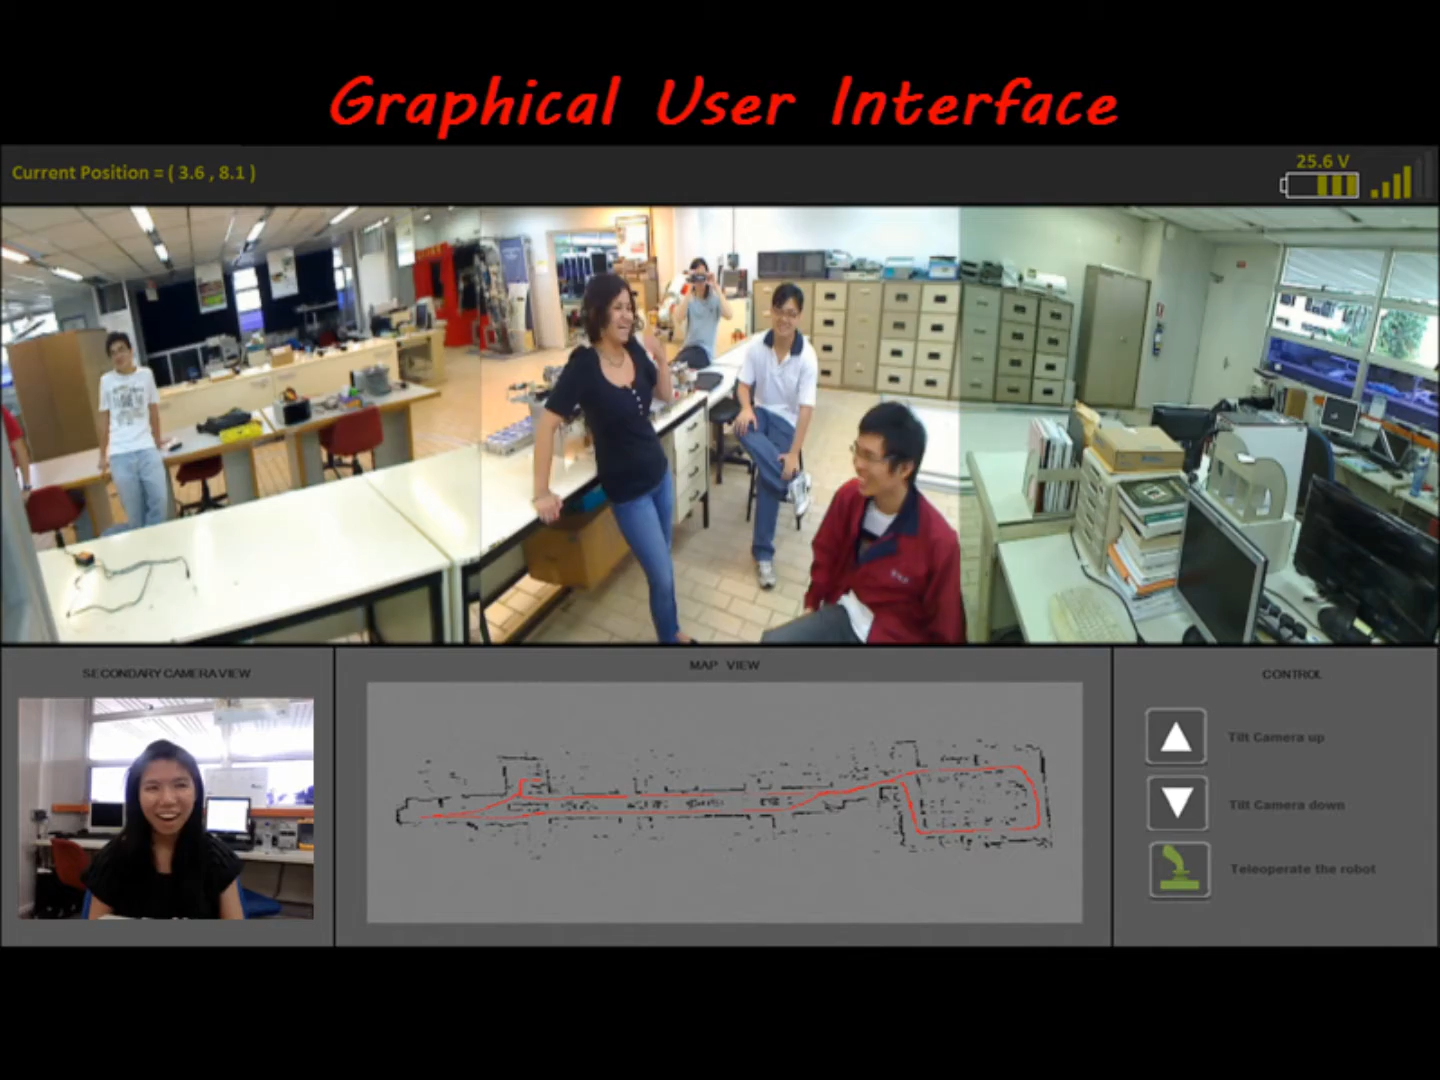 Graphical User Interface
Current Position = ( 3.6 , 8.1 )
25.6 V
SECONDARY CAMERA VIEW
MAP VIEW
CONTROL
Tilt Camera up
Tilt Camera down
Teleoperate the robot